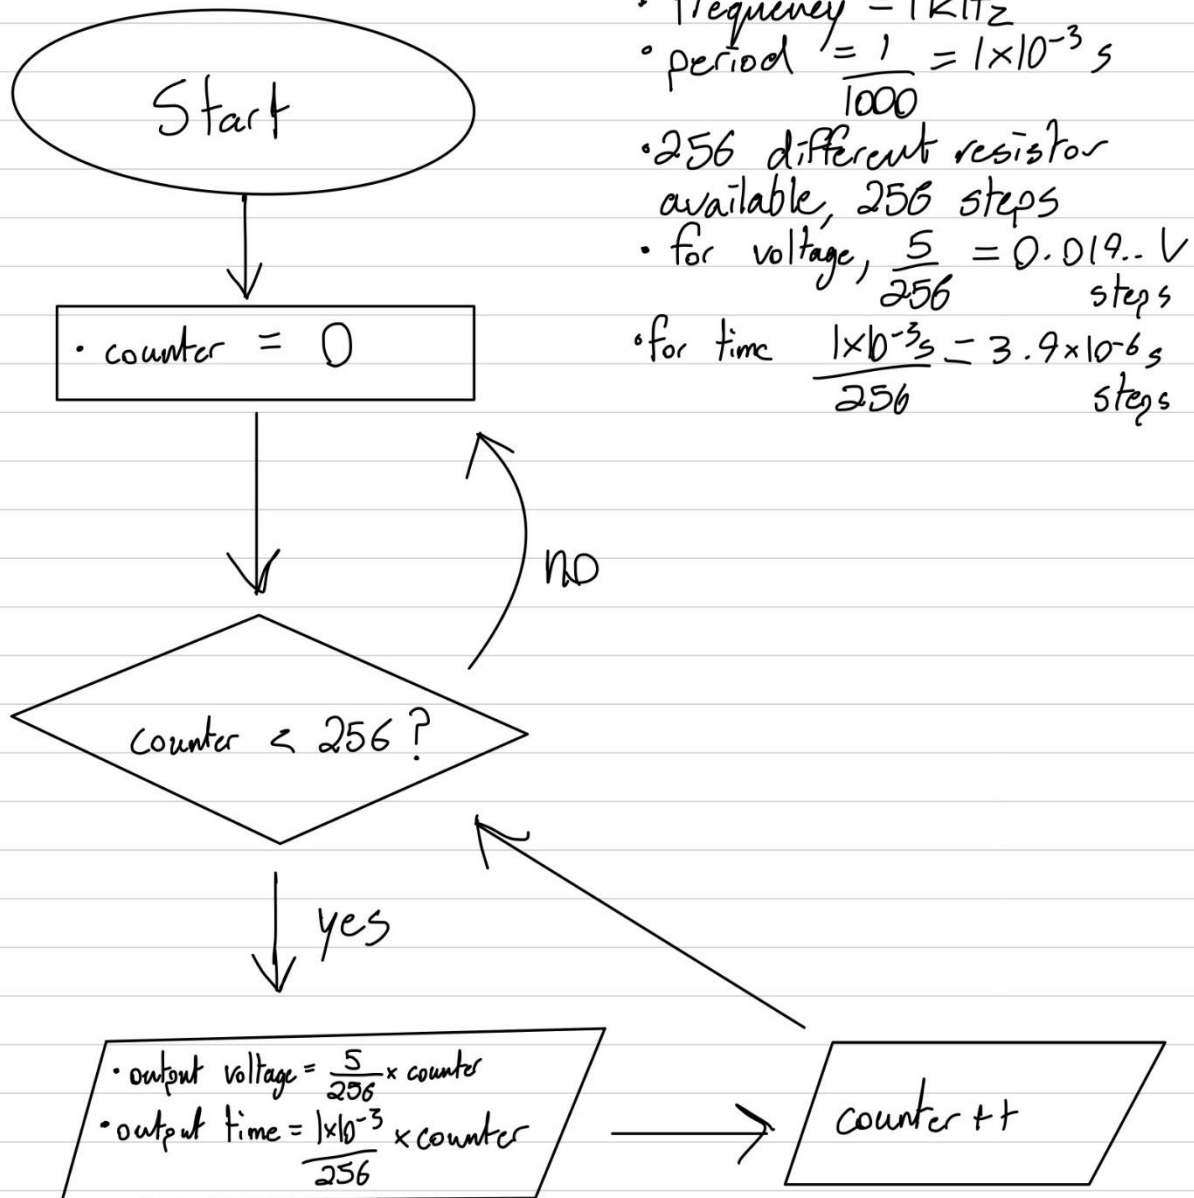 • frequency = 1kHz
• period = 1/1000 = 1×10⁻³ s
• 256 different resistor
available, 256 steps
• for voltage, 5/256 = 0.019.. V
steps
• for time 1×10⁻³s/256 = 3.9×10⁻⁶ s
steps
Start
• counter = 0
no
counter < 256?
yes
• output voltage = 5/256 × counter
• output time = 1×10⁻³/256 × counter
counter ++